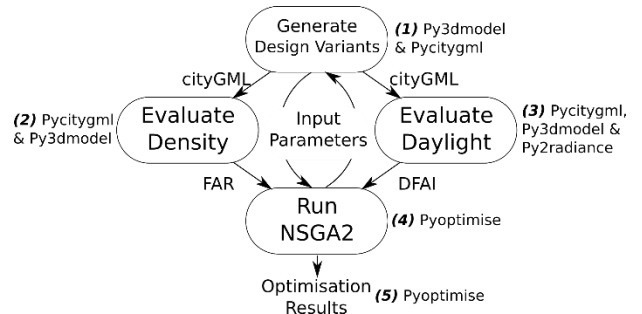 Generate
Design Variants
(1) Py3dmodel
& Pycitygml
cityGML
cityGML
(2) Pycitygml
& Py3dmodel
Evaluate
Density
Input
Parameters
Evaluate
Daylight
(3) Pycitygml,
Py3dmodel &
Py2radiance
FAR
DFAI
Run
NSGA2
(4) Pyoptimise
Optimisation
Results
(5) Pyoptimise